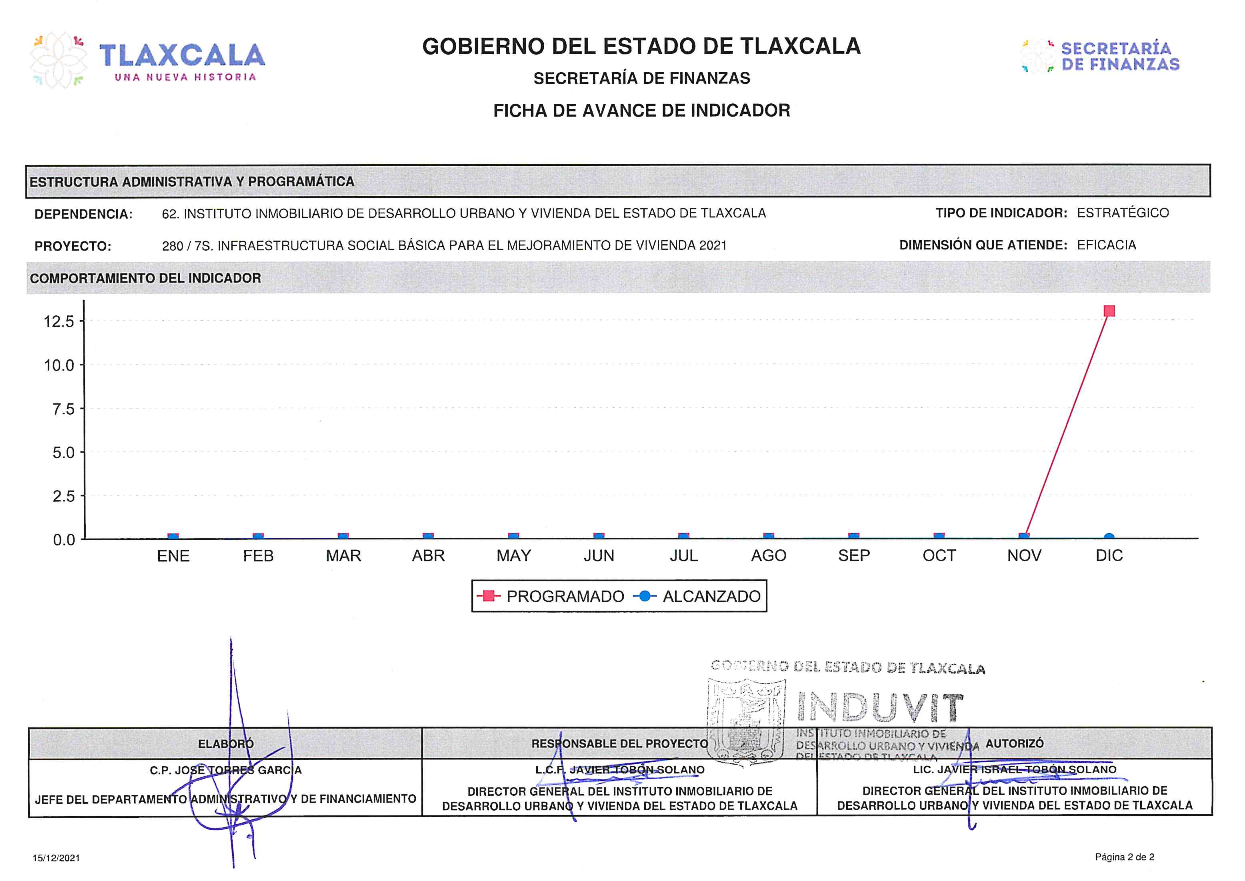 TLAXCALA
UNA NUEVA HISTORIA
GOBIERNO DEL ESTADO DE TLAXCALA
SECRETARÍA DE FINANZAS
FICHA DE AVANCE DE INDICADOR
SECRETARÍA
DE FINANZAS
ESTRUCTURA ADMINISTRATIVA Y PROGRAMÁTICA
DEPENDENCIA: 62. INSTITUTO INMOBILIARIO DE DESARROLLO URBANO Y VIVIENDA DEL ESTADO DE TLAXCALA TIPO DE INDICADOR: ESTRATÉGICO
PROYECTO: 280 / 7S. INFRAESTRUCTURA SOCIAL BÁSICA PARA EL MEJORAMIENTO DE VIVIENDA 2021 DIMENSIÓN QUE ATIENDE: EFICACIA
COMPORTAMIENTO DEL INDICADOR
12.5
10.0
7.5
5.0
2.5
0.0
ENE FEB MAR ABR MAY JUN JUL AGO SEP OCT NOV DIC
PROGRAMADO ALCANZADO
GOBIERNO DEL ESTADO DE TLAXCALA
INDUVIT
INSTITUTO INMOBILIARIO DE
DESARROLLO URBANO Y VIVIENDA
DEL ESTADO DE TLAXCALA
ELABORÓ RESPONSABLE DEL PROYECTO AUTORIZÓ
C.P. JOSE TORRES GARCIA L.C.F. JAVIER TOBÓN SOLANO LIC. JAVIER ISRAEL TOBÓN SOLANO
JEFE DEL DEPARTAMENTO ADMINISTRATIVO Y DE FINANCIAMIENTO
DIRECTOR GENERAL DEL INSTITUTO INMOBILIARIO DE
DESARROLLO URBANO Y VIVIENDA DEL ESTADO DE TLAXCALA
DIRECTOR GENERAL DEL INSTITUTO INMOBILIARIO DE
DESARROLLO URBANO Y VIVIENDA DEL ESTADO DE TLAXCALA
15/12/2021 Página 2 de 2